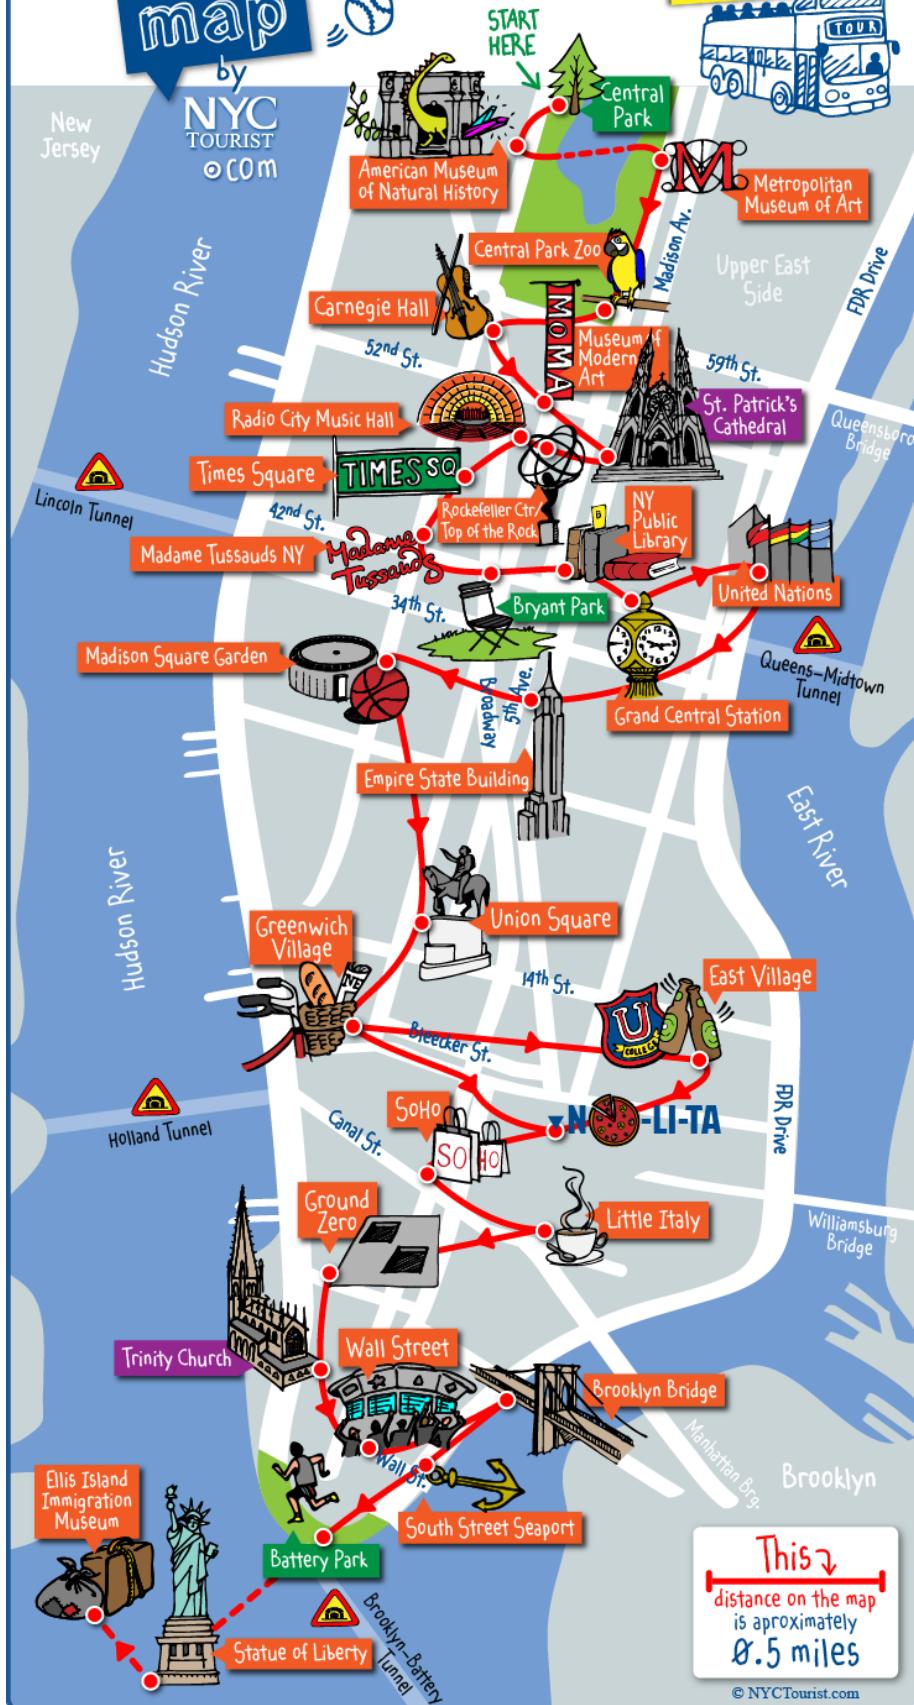 map
by
NYC
TOURIST
.com
START
HERE
TOUR
Central
Park
New
Jersey
American Museum
of Natural History
M
Metropolitan
Museum of Art
Madison Av.
Hudson River
Central Park Zoo
Upper East
Side
FDR Drive
Carnegie Hall
MOMA
Museum of
Modern
Art
52nd St.
59th St.
St. Patrick's
Cathedral
Radio City Music Hall
Queensboro
Bridge
Times Square
TIMES SQ
Lincoln Tunnel
42nd St.
Rockefeller Ctr/
Top of the Rock
B
NY
Public
Library
Madame Tussauds NY
Madame
Tussauds
United Nations
34th St.
Bryant Park
Madison Square Garden
Queens-Midtown
Tunnel
Broadway
5th Ave.
Grand Central Station
Empire State Building
East River
Hudson River
Greenwich
Village
Union Square
NE
14th St.
East Village
U
COLLEGE
Bleecker St.
FDR Drive
Holland Tunnel
SoHo
N -LI-TA
Canal St.
SO HO
Ground
Zero
Little Italy
Williamsburg
Bridge
Trinity Church
Wall Street
Brooklyn Bridge
Manhattan Brg.
Wall St.
Brooklyn
Ellis Island
Immigration
Museum
South Street Seaport
Battery Park
This
distance on the map
is aproximately
0.5 miles
Brooklyn-Battery
Tunnel
Statue of Liberty
© NYCTourist.com